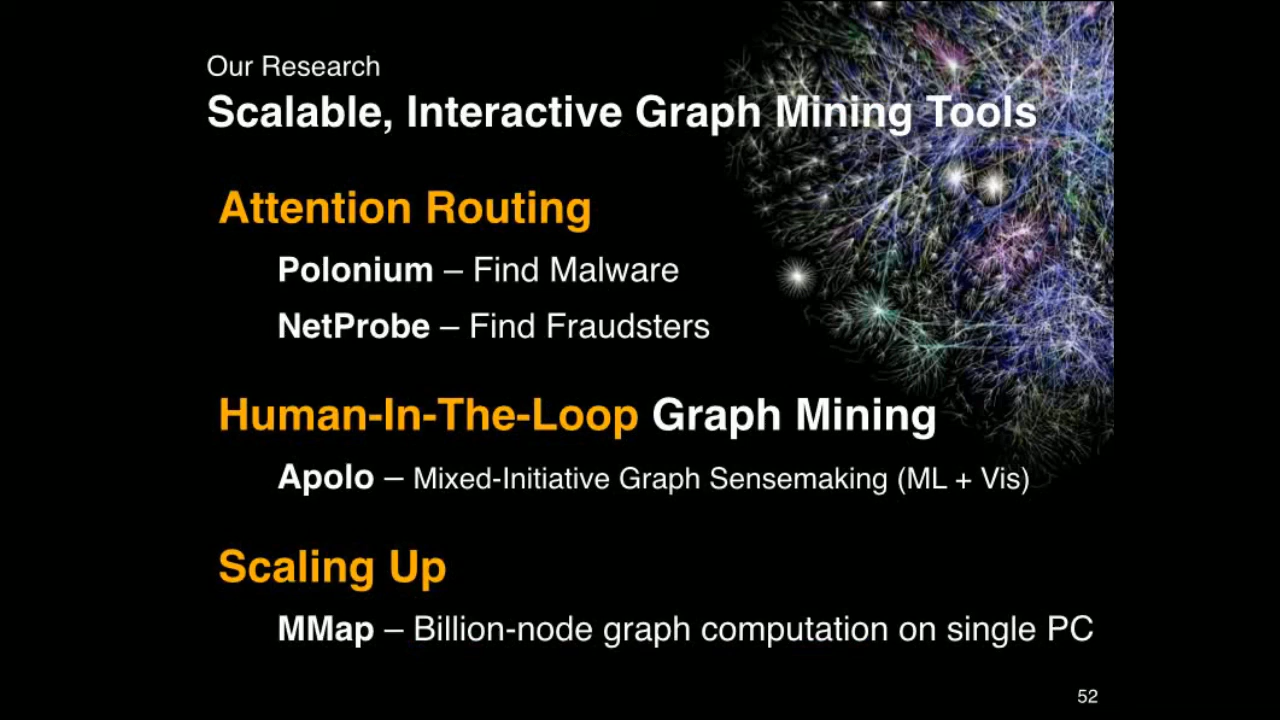 Our Research
Scalable, Interactive Graph Mining Tools
Attention Routing
Polonium – Find Malware
NetProbe – Find Fraudsters
Human-In-The-Loop Graph Mining
Apolo – Mixed-Initiative Graph Sensemaking (ML + Vis)
Scaling Up
MMap – Billion-node graph computation on single PC
52